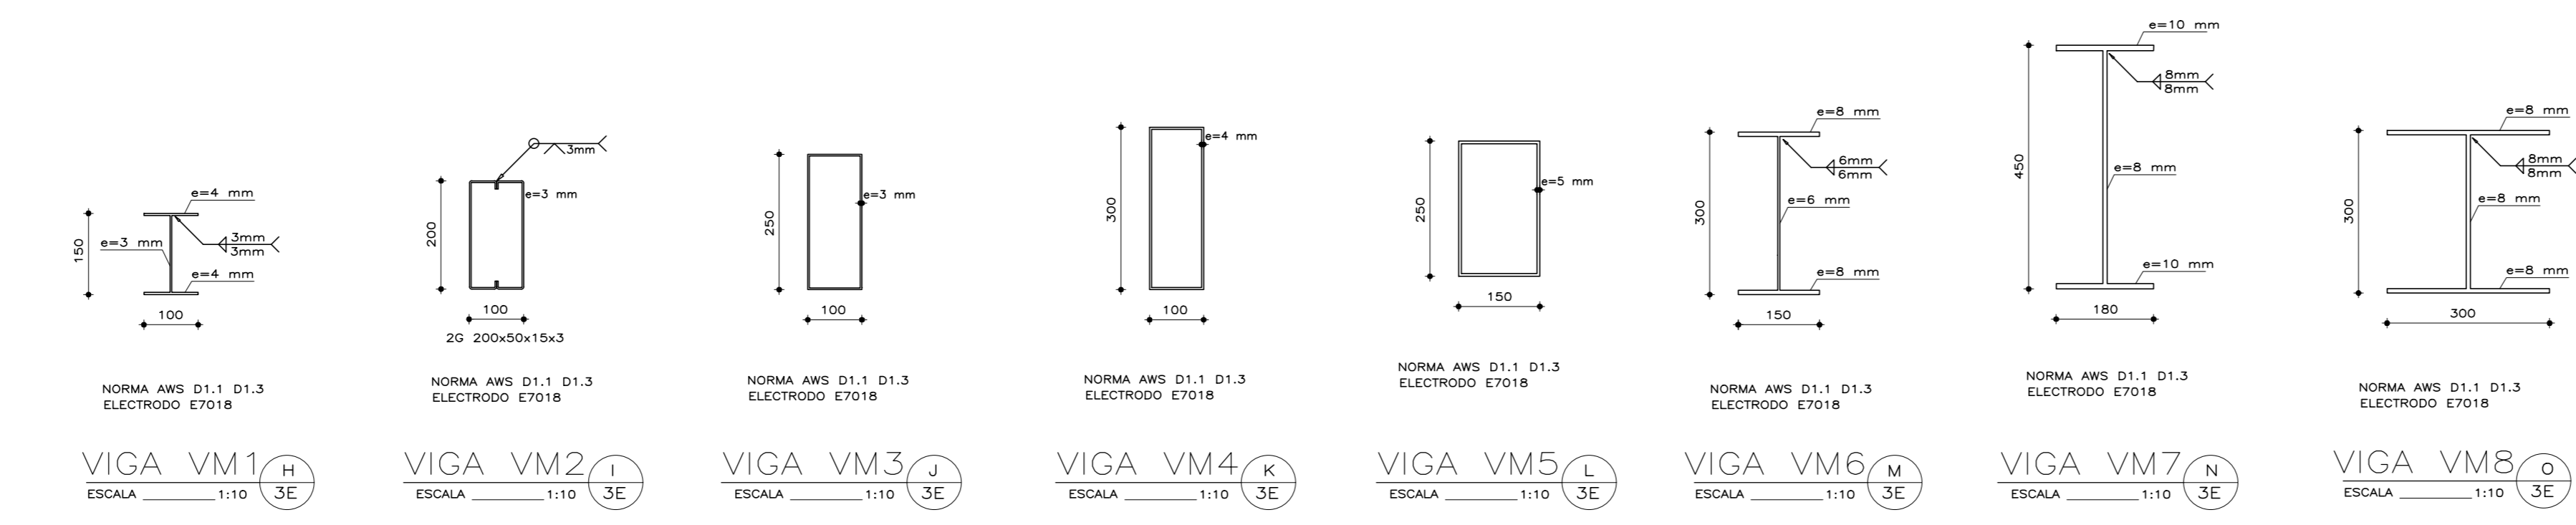 e=4 mm
150
e=3 mm
3mm
3mm
e=4 mm
100
NORMA AWS D1.1 D1.3
ELECTRODO E7018
VIGA VM1
H
ESCALA 1:10
3E
3mm
e=3 mm
200
100
2G 200x50x15x3
NORMA AWS D1.1 D1.3
ELECTRODO E7018
VIGA VM2
I
ESCALA 1:10
3E
250
e=3 mm
100
NORMA AWS D1.1 D1.3
ELECTRODO E7018
VIGA VM3
J
ESCALA 1:10
3E
e=4 mm
300
100
NORMA AWS D1.1 D1.3
ELECTRODO E7018
VIGA VM4
K
ESCALA 1:10
3E
e=5 mm
250
150
NORMA AWS D1.1 D1.3
ELECTRODO E7018
VIGA VM5
L
ESCALA 1:10
3E
e=8 mm
6mm
6mm
300
e=6 mm
e=8 mm
150
NORMA AWS D1.1 D1.3
ELECTRODO E7018
VIGA VM6
M
ESCALA 1:10
3E
e=10 mm
8mm
8mm
450
e=8 mm
e=10 mm
180
NORMA AWS D1.1 D1.3
ELECTRODO E7018
VIGA VM7
N
ESCALA 1:10
3E
e=8 mm
8mm
8mm
300
e=8 mm
e=8 mm
300
NORMA AWS D1.1 D1.3
ELECTRODO E7018
VIGA VM8
O
ESCALA 1:10
3E